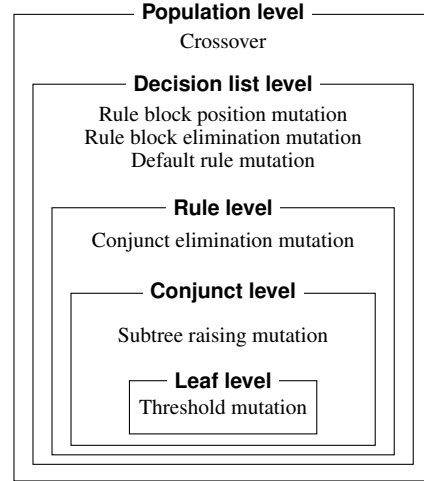 Population level
Crossover
Decision list level
Rule block position mutation
Rule block elimination mutation
Default rule mutation
Rule level
Conjunct elimination mutation
Conjunct level
Subtree raising mutation
Leaf level
Threshold mutation